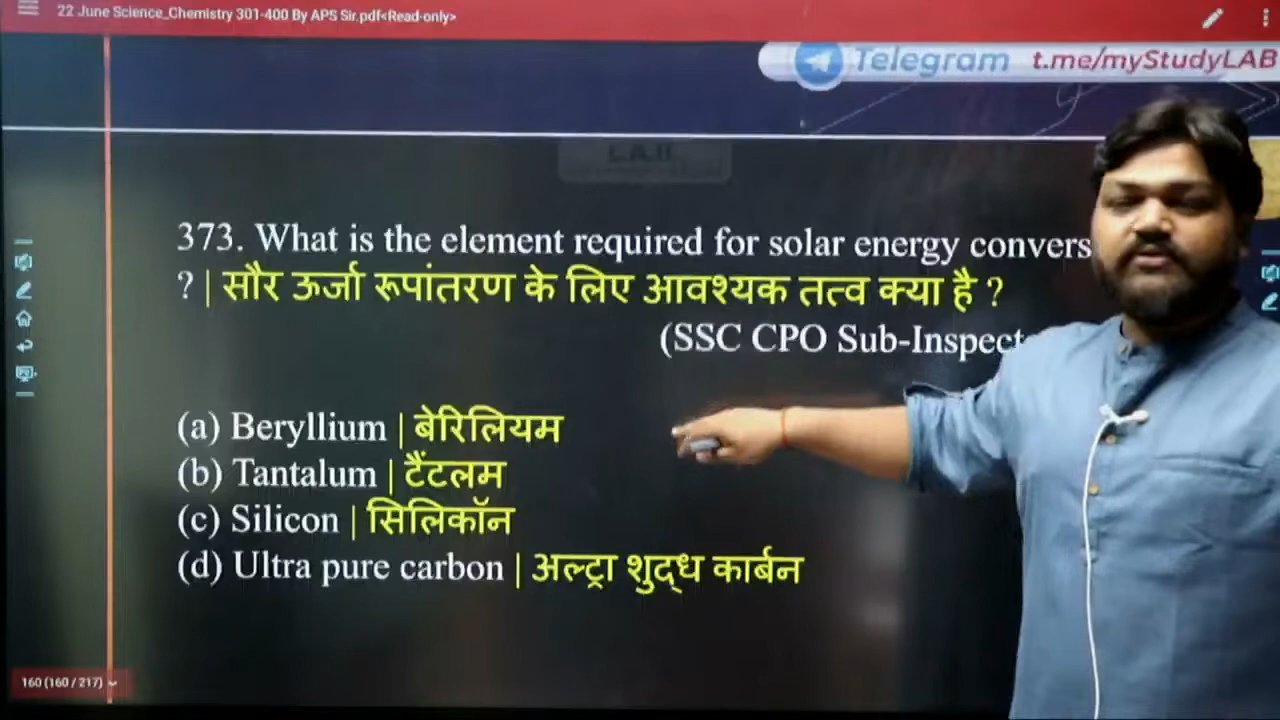 22 June Science_Chemistry 301-400 By APS Sir.pdf<Read-only>
Telegram t.me/myStudyLAB
373. What is the element required for solar energy convers
? | सौर ऊर्जा रूपांतरण के लिए आवश्यक तत्व क्या है ?
(SSC CPO Sub-Inspect
(a) Beryllium | बेरिलियम
(b) Tantalum | टैंटलम
(c) Silicon | सिलिकॉन
(d) Ultra pure carbon | अल्ट्रा शुद्ध कार्बन
160 (160 / 217)